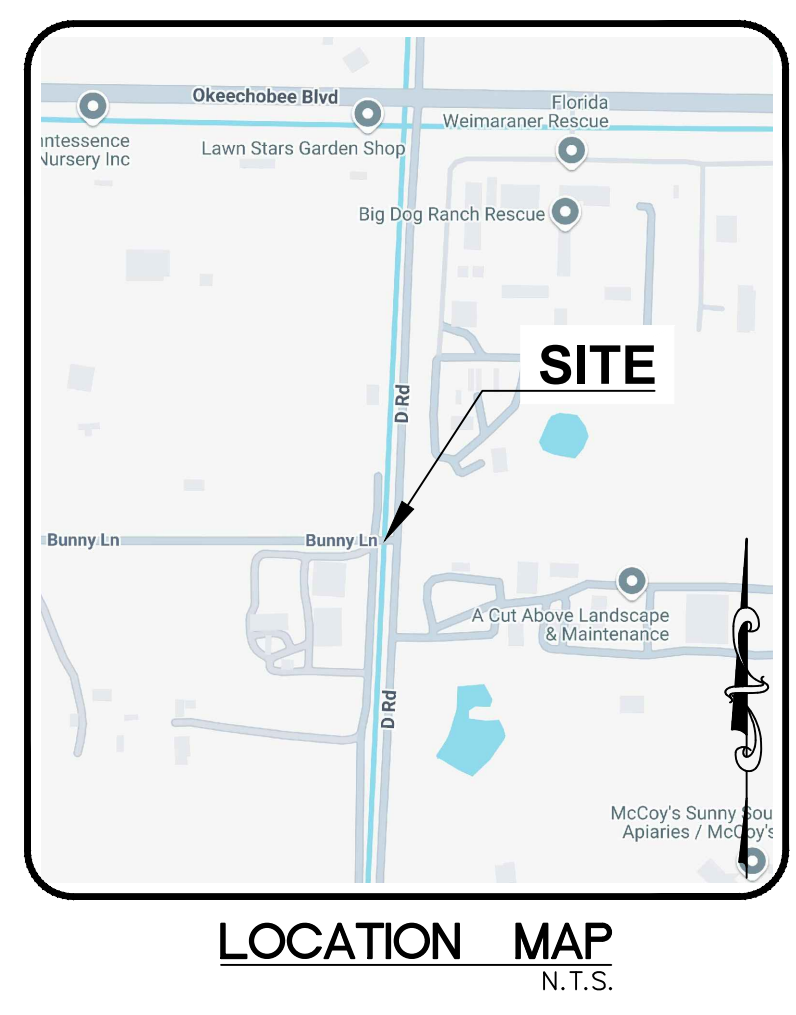 Okeechobee Blvd
Florida
Weimaraner Rescue
ntessence
Nursery Inc
Lawn Stars Garden Shop
Big Dog Ranch Rescue
SITE
D Rd
Bunny Ln
Bunny Ln
A Cut Above Landscape
& Maintenance
D Rd
McCoy's Sunny Sou
Apiaries / McCoy's
LOCATION MAP
N.T.S.